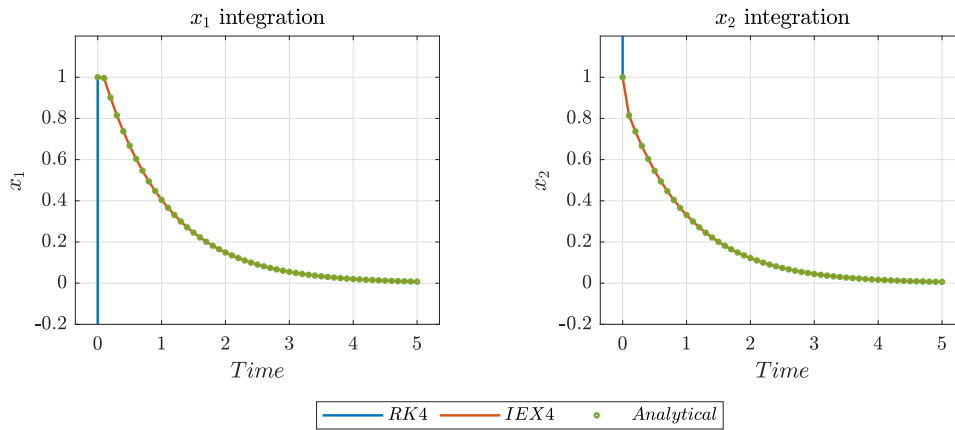 x₁ integration
x₂ integration
1
0.8
0.6
0.4
0.2
0
-0.2
x₁
0 1 2 3 4 5
Time
1
0.8
0.6
0.4
0.2
0
-0.2
x₂
0 1 2 3 4 5
Time
RK4 IEX4 Analytical